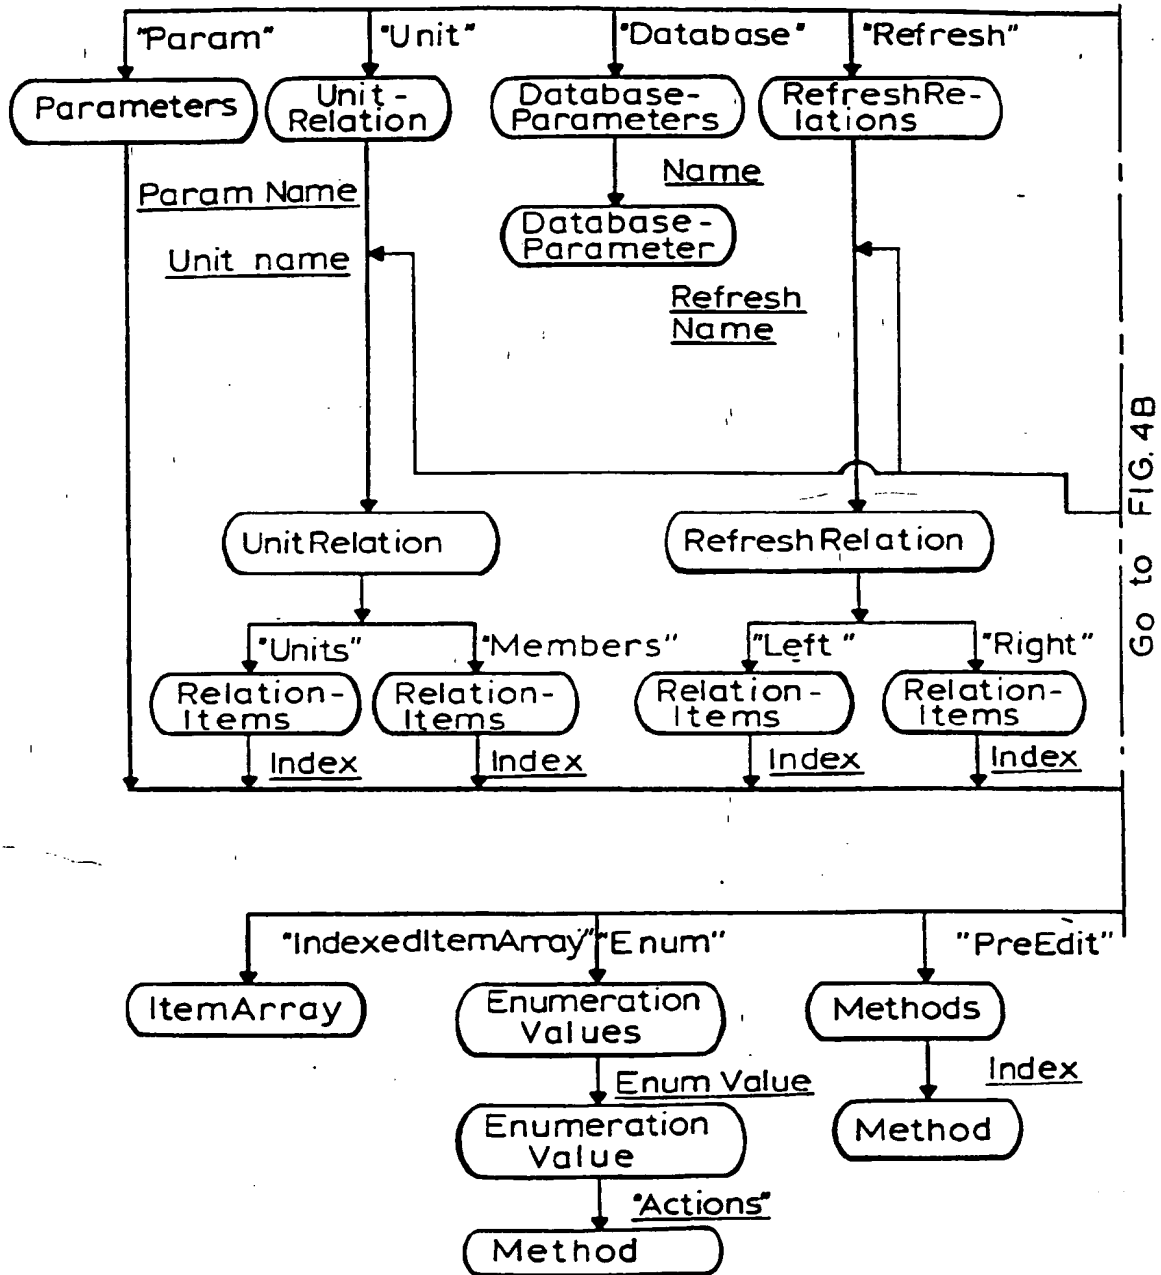 "Param"
"Unit"
"Database"
"Refresh"
Parameters
Unit-
Relation
Database-
Parameters
RefreshRe-
lations
Param Name
Name
Database-
Parameter
Unit name
Refresh
Name
Go to FIG. 4B
UnitRelation
RefreshRelation
"Units"
"Members"
"Left"
"Right"
Relation-
Items
Relation-
Items
Relation-
Items
Relation-
Items
Index
Index
Index
Index
"IndexedItemArray"
"Enum"
"PreEdit"
ItemArray
Enumeration
Values
Methods
Enum Value
Index
Enumeration
Value
Method
"Actions"
Method